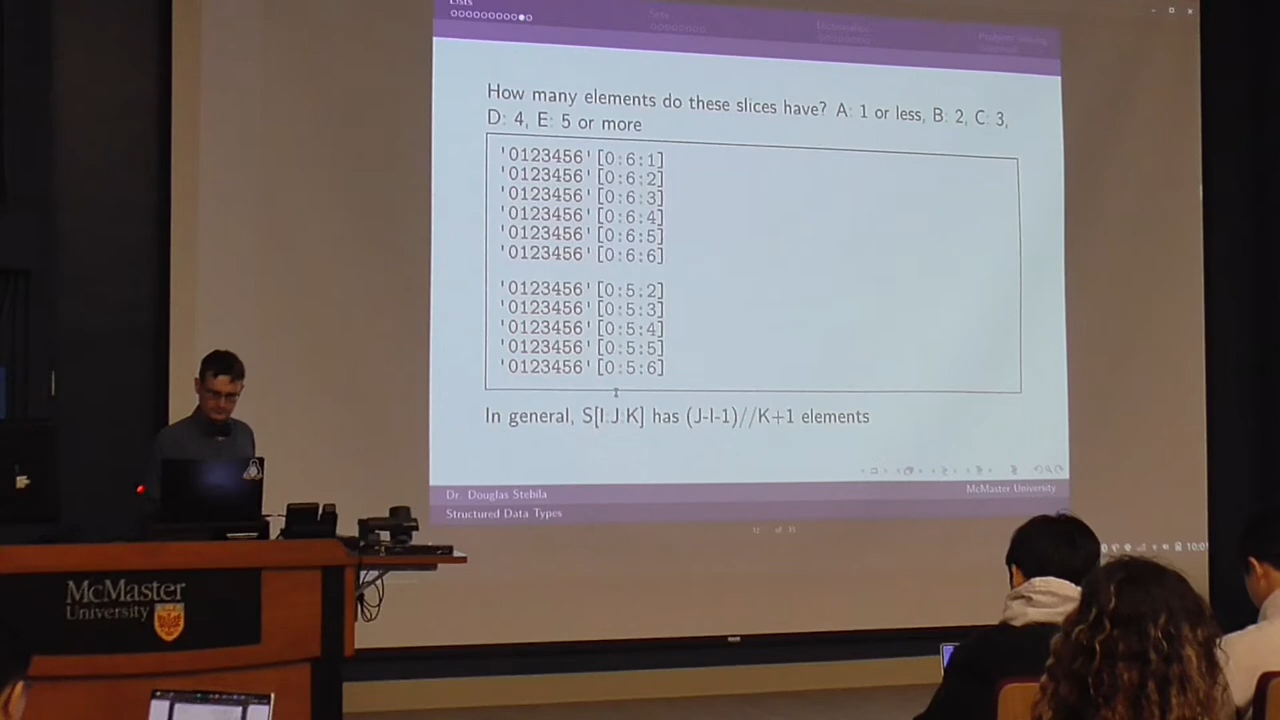 Lists
Sets
How many elements do these slices have? A: 1 or less, B: 2, C: 3,
D: 4, E: 5 or more
'0123456'[0:6:1]
'0123456'[0:6:2]
'0123456'[0:6:3]
'0123456'[0:6:4]
'0123456'[0:6:5]
'0123456'[0:6:6]
'0123456'[0:5:2]
'0123456'[0:5:3]
'0123456'[0:5:4]
'0123456'[0:5:5]
'0123456'[0:5:6]
In general, S[I:J:K] has (J-I-1)//K+1 elements
Dr. Douglas Stebila
McMaster University
Structured Data Types
McMaster
University